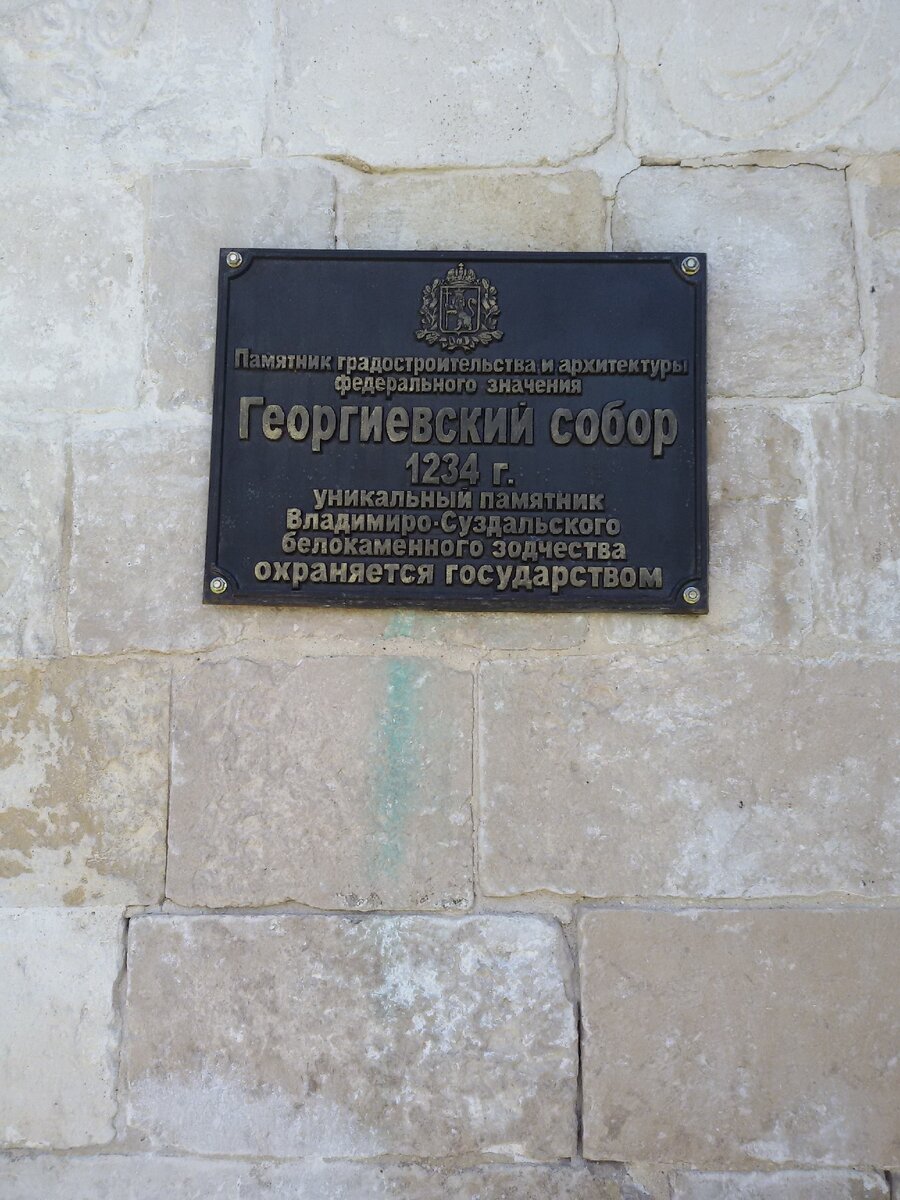 Памятник градостроительства и архитектуры
федерального значения
Георгиевский собор
1234 г.
уникальный памятник
Владимиро-Суздальского
белокаменного зодчества
охраняется государством